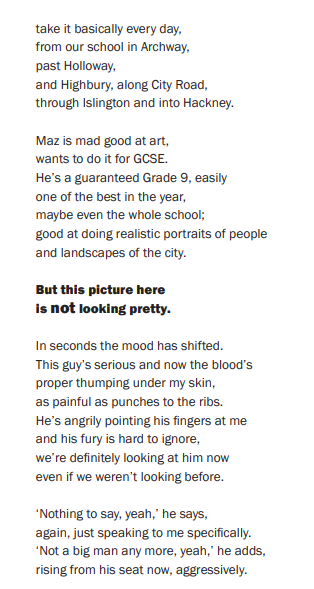 take it basically every day,
from our school in Archway,
past Holloway,
and Highbury, along City Road,
through Islington and into Hackney.
Maz is mad good at art,
wants to do it for GCSE.
He’s a guaranteed Grade 9, easily
one of the best in the year,
maybe even the whole school;
good at doing realistic portraits of people
and landscapes of the city.
But this picture here
is not looking pretty.
In seconds the mood has shifted.
This guy’s serious and now the blood’s
proper thumping under my skin,
as painful as punches to the ribs.
He’s angrily pointing his fingers at me
and his fury is hard to ignore,
we’re definitely looking at him now
even if we weren’t looking before.
‘Nothing to say, yeah,’ he says,
again, just speaking to me specifically.
‘Not a big man any more, yeah,’ he adds,
rising from his seat now, aggressively.